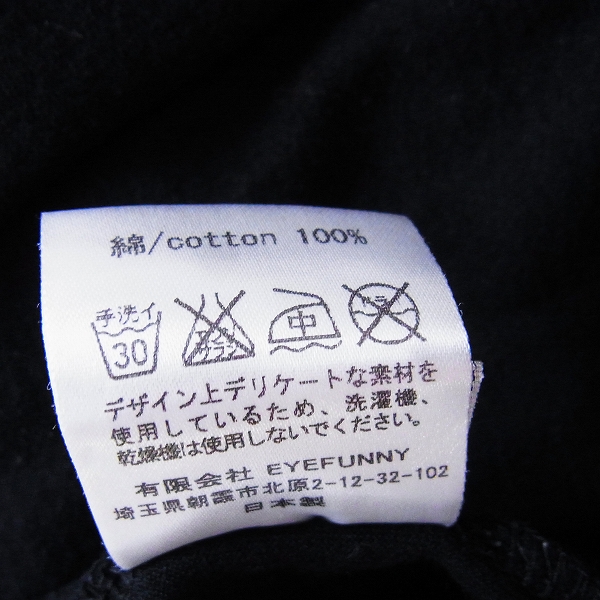 綿/cotton 100%
手洗イ
30
エンソ
サラシ
中
ドライ
デザイン上デリケートな素材を
使用しているため、洗濯機、
乾燥機は使用しないでください。
有限会社 EYEFUNNY
埼玉県朝霞市北原2-12-32-102
日本製